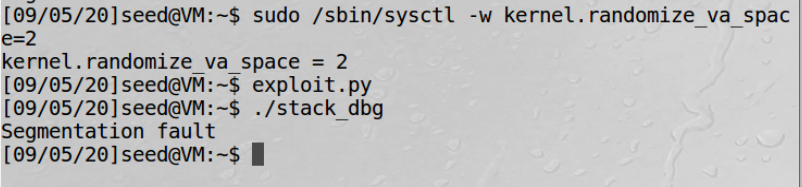 [09/05/20]seed@VM:~$ sudo /sbin/sysctl -w kernel.randomize_va_spac
e=2
kernel.randomize_va_space = 2
[09/05/20]seed@VM:~$ exploit.py
[09/05/20]seed@VM:~$ ./stack_dbg
Segmentation fault
[09/05/20]seed@VM:~$